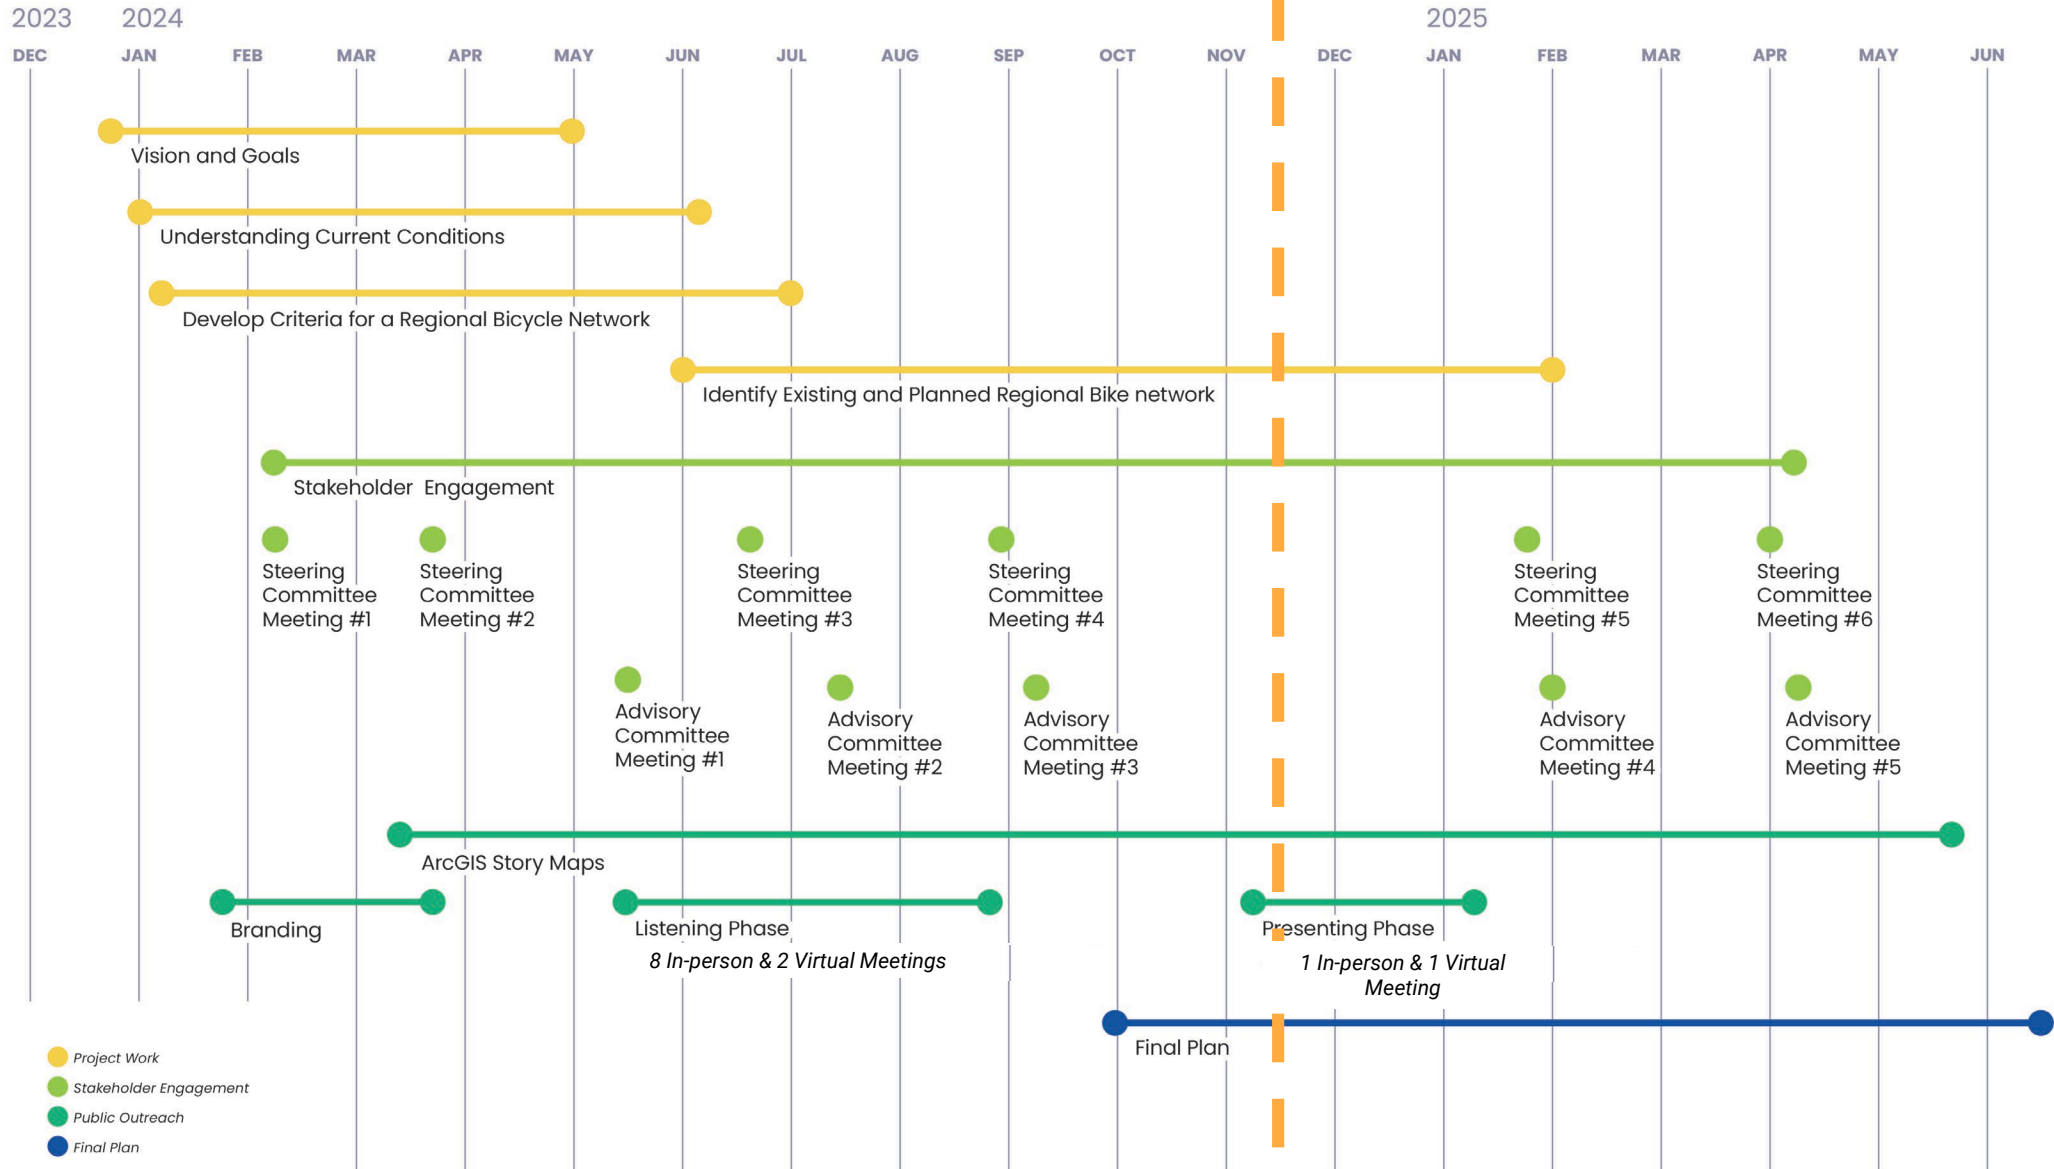 2023 2024 2025
DEC JAN FEB MAR APR MAY JUN JUL AUG SEP OCT NOV DEC JAN FEB MAR APR MAY JUN
Vision and Goals
Understanding Current Conditions
Develop Criteria for a Regional Bicycle Network
Identify Existing and Planned Regional Bike network
Stakeholder Engagement
Steering
Committee
Meeting #1
Steering
Committee
Meeting #2
Steering
Committee
Meeting #3
Steering
Committee
Meeting #4
Steering
Committee
Meeting #5
Steering
Committee
Meeting #6
Advisory
Committee
Meeting #1
Advisory
Committee
Meeting #2
Advisory
Committee
Meeting #3
Advisory
Committee
Meeting #4
Advisory
Committee
Meeting #5
ArcGIS Story Maps
Branding
Listening Phase
8 In-person & 2 Virtual Meetings
Presenting Phase
1 In-person & 1 Virtual
Meeting
Final Plan
Project Work
Stakeholder Engagement
Public Outreach
Final Plan